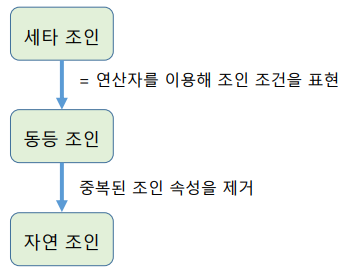 세타 조인
= 연산자를 이용해 조인 조건을 표현
동등 조인
중복된 조인 속성을 제거
자연 조인